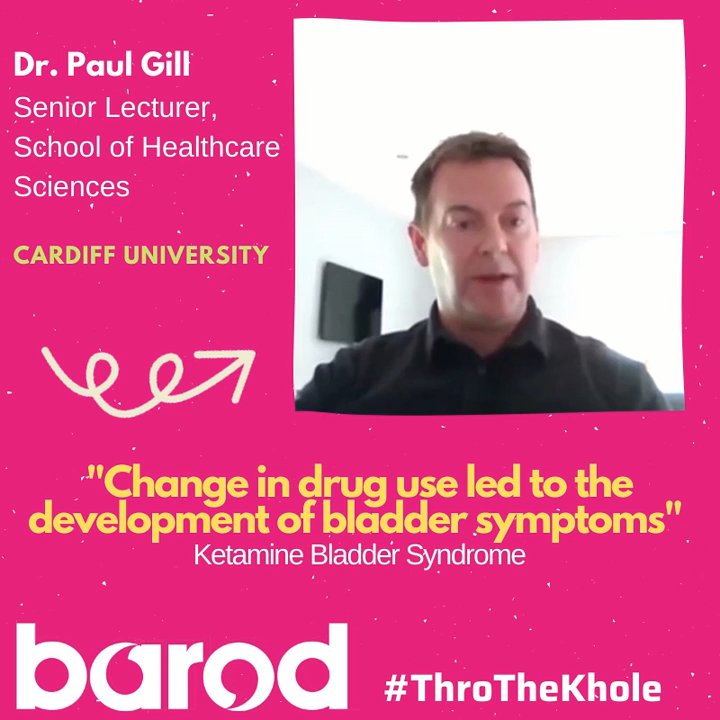 Dr. Paul Gill
Senior Lecturer,
School of Healthcare
Sciences
CARDIFF UNIVERSITY
"Change in drug use led to the
development of bladder symptoms"
Ketamine Bladder Syndrome
barod
#ThroTheKhole